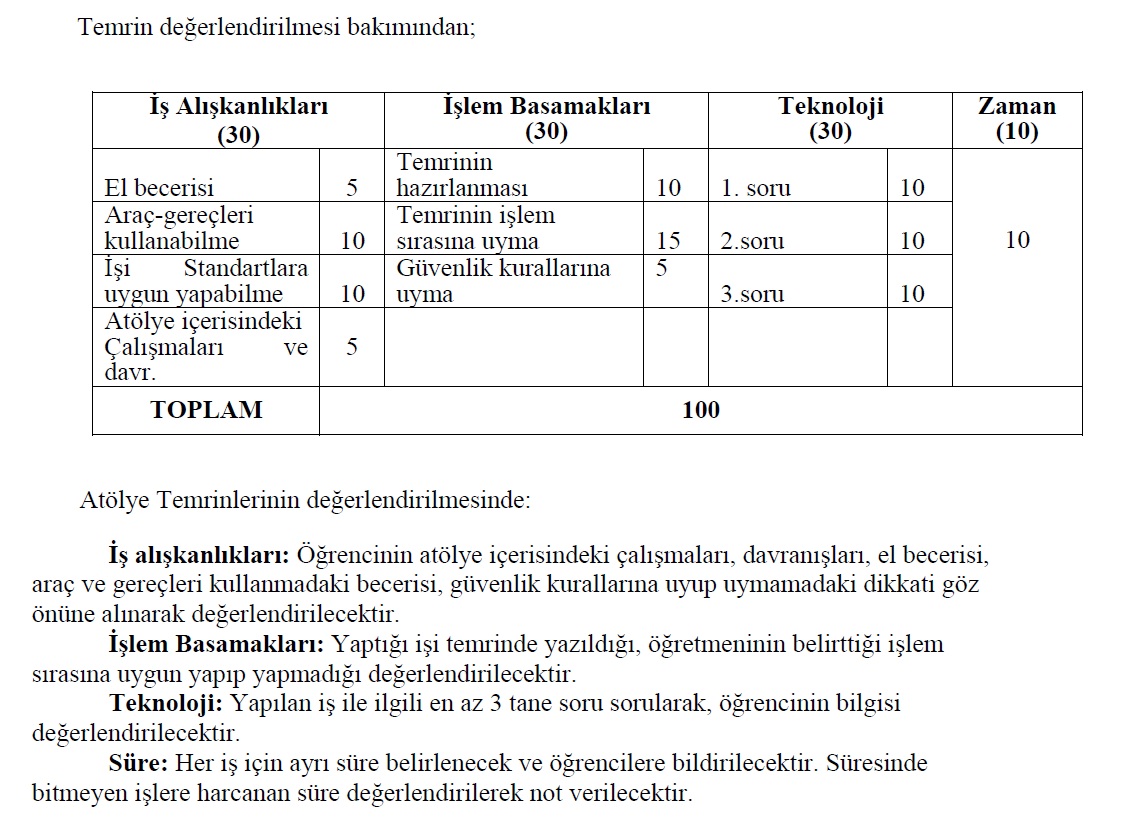 Temrin değerlendirilmesi bakımından;
İş Alışkanlıkları (30) İşlem Basamakları (30) Teknoloji (30) Zaman (10)
El becerisi 5 Temrinin hazırlanması 10 1. soru 10 10
Araç-gereçleri kullanabilme 10 Temrinin işlem sırasına uyma 15 2.soru 10
İşi Standartlara uygun yapabilme 10 Güvenlik kurallarına uyma 5 3.soru 10
Atölye içerisindeki Çalışmaları ve davr. 5
TOPLAM 100
Atölye Temrinlerinin değerlendirilmesinde:
İş alışkanlıkları: Öğrencinin atölye içerisindeki çalışmaları, davranışları, el becerisi,
araç ve gereçleri kullanmadaki becerisi, güvenlik kurallarına uyup uymamadaki dikkati göz
önüne alınarak değerlendirilecektir.
İşlem Basamakları: Yaptığı işi temrinde yazıldığı, öğretmeninin belirttiği işlem
sırasına uygun yapıp yapmadığı değerlendirilecektir.
Teknoloji: Yapılan iş ile ilgili en az 3 tane soru sorularak, öğrencinin bilgisi
değerlendirilecektir.
Süre: Her iş için ayrı süre belirlenecek ve öğrencilere bildirilecektir. Süresinde
bitmeyen işlere harcanan süre değerlendirilerek not verilecektir.